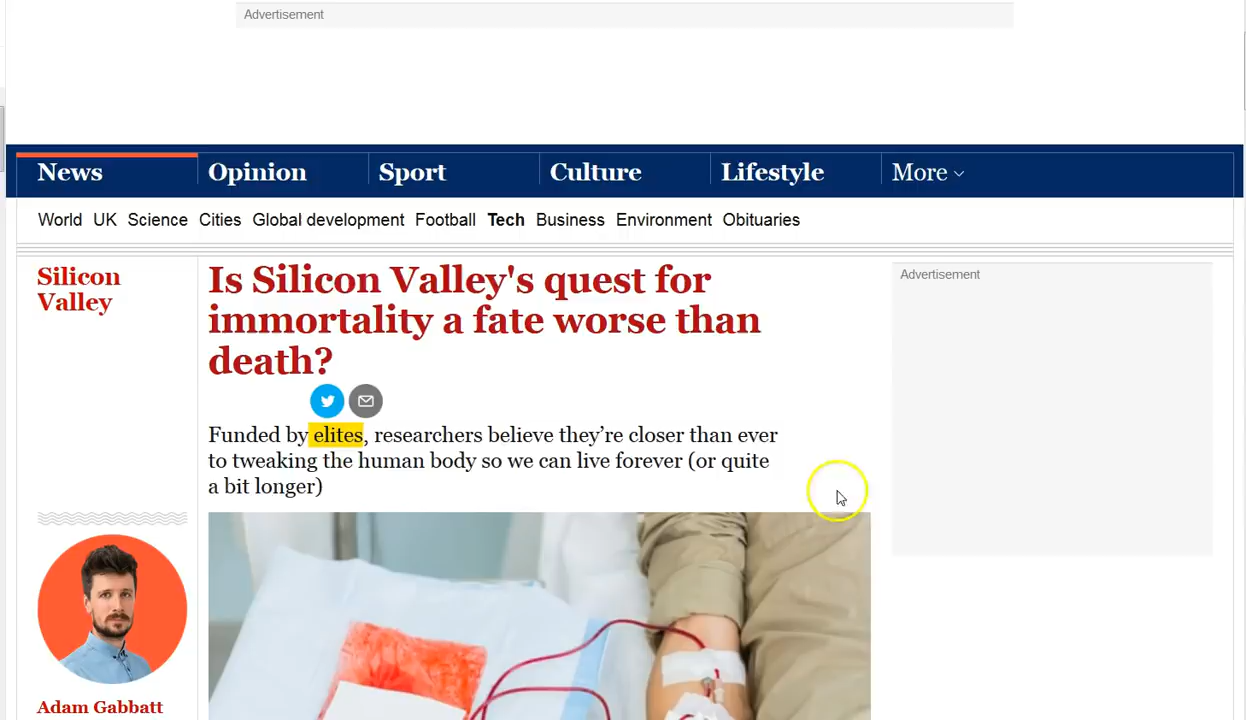 Advertisement
News Opinion Sport Culture Lifestyle More
World UK Science Cities Global development Football Tech Business Environment Obituaries
Silicon
Valley
Is Silicon Valley's quest for
immortality a fate worse than
death?
Advertisement
Funded by elites, researchers believe they’re closer than ever
to tweaking the human body so we can live forever (or quite
a bit longer)
Adam Gabbatt